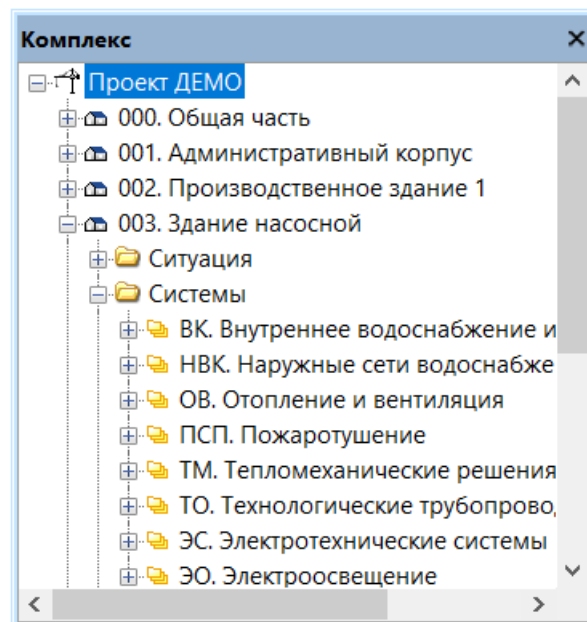 Комплекс
Проект ДЕМО
000. Общая часть
001. Административный корпус
002. Производственное здание 1
003. Здание насосной
Ситуация
Системы
ВК. Внутреннее водоснабжение и
НВК. Наружные сети водоснабже
ОВ. Отопление и вентиляция
ПСП. Пожаротушение
ТМ. Тепломеханические решения
ТО. Технологические трубопрово
ЭС. Электротехнические системы
ЭО. Электроосвещение